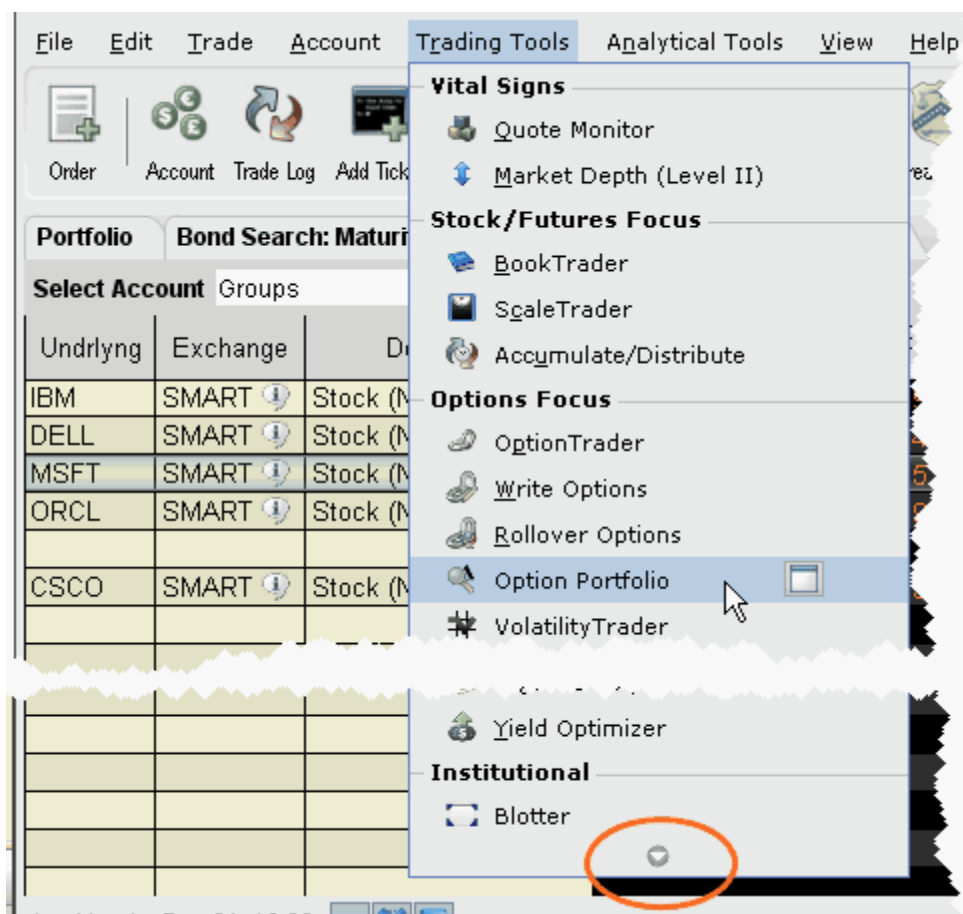 File Edit Trade Account Trading Tools Analytical Tools View Help
Order Account Trade Log Add Tick
Vital Signs
Quote Monitor
Market Depth (Level II)
Stock/Futures Focus
BookTrader
ScaleTrader
Accumulate/Distribute
Options Focus
OptionTrader
Write Options
Rollover Options
Option Portfolio
VolatilityTrader
Yield Optimizer
Institutional
Blotter
Portfolio Bond Search: Maturi
Select Account Groups
Undrlyng Exchange
IBM SMART Stock (N
DELL SMART Stock (N
MSFT SMART Stock (N
ORCL SMART Stock (N
CSCO SMART Stock (N